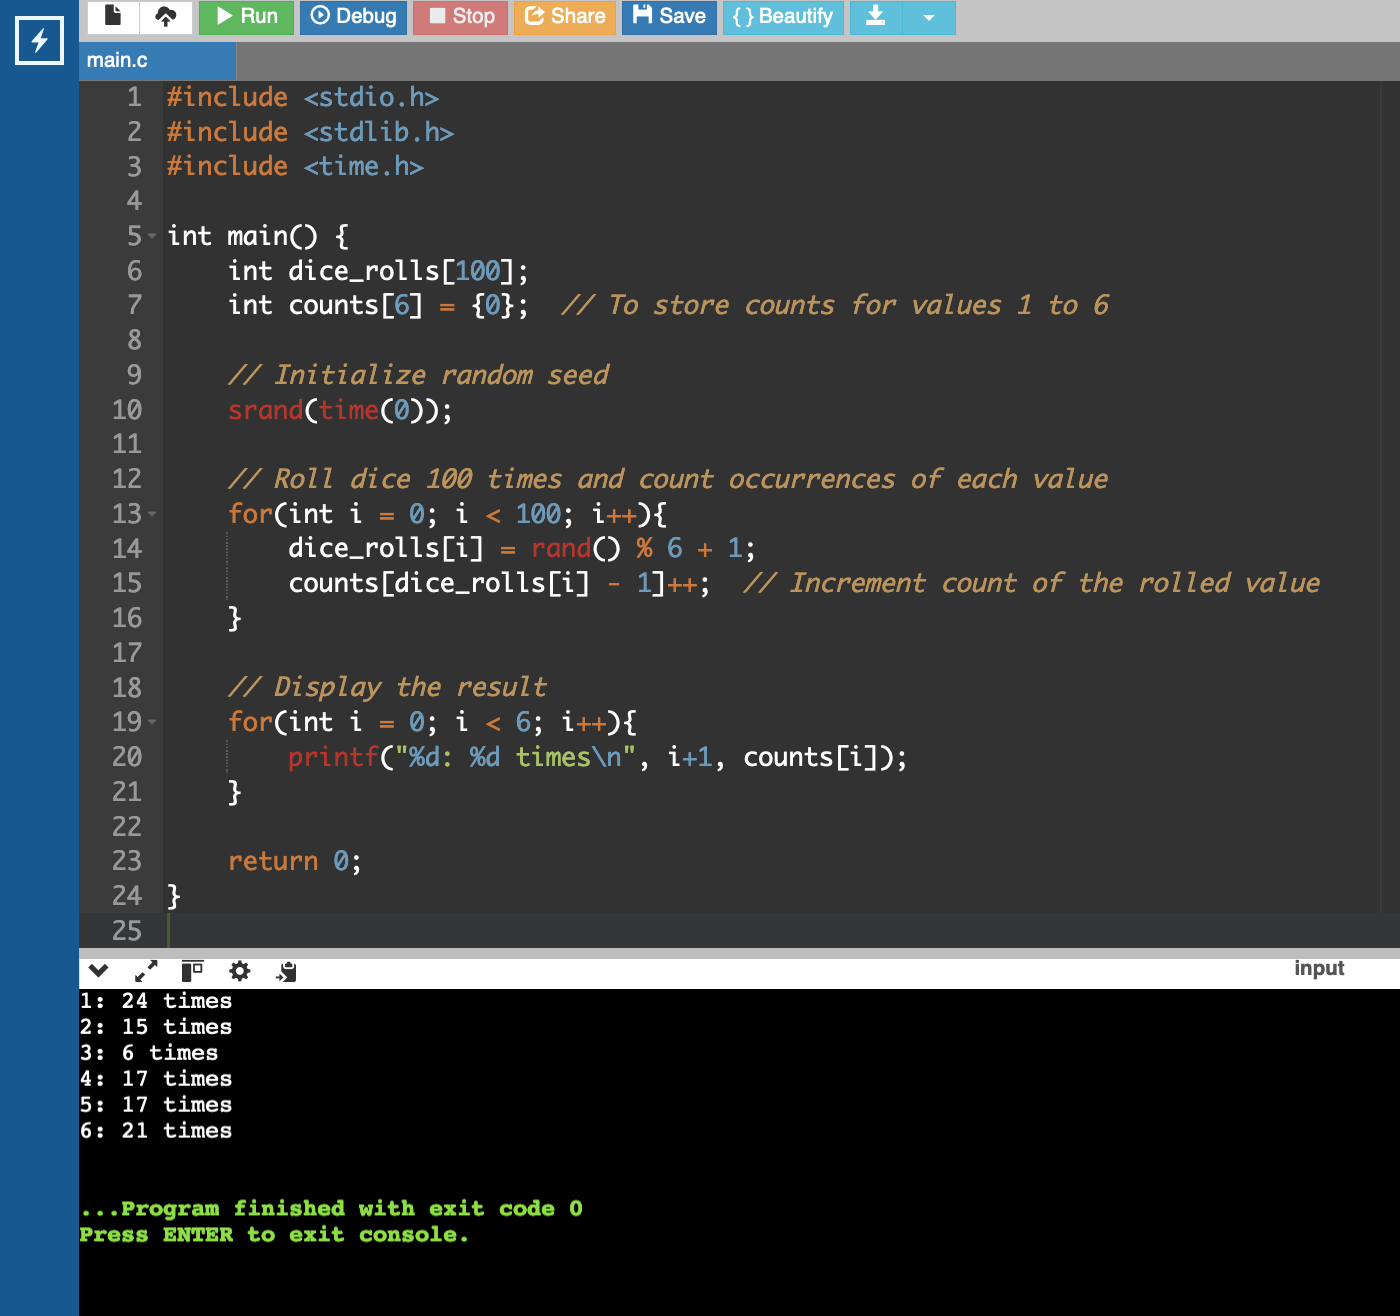 Run Debug Stop Share Save { } Beautify
main.c
1 #include <stdio.h>
2 #include <stdlib.h>
3 #include <time.h>
4
5 int main() {
6     int dice_rolls[100];
7     int counts[6] = {0};  // To store counts for values 1 to 6
8
9     // Initialize random seed
10     srand(time(0));
11
12     // Roll dice 100 times and count occurrences of each value
13     for(int i = 0; i < 100; i++){
14         dice_rolls[i] = rand() % 6 + 1;
15         counts[dice_rolls[i] - 1]++;  // Increment count of the rolled value
16     }
17
18     // Display the result
19     for(int i = 0; i < 6; i++){
20         printf("%d: %d times\n", i+1, counts[i]);
21     }
22
23     return 0;
24 }
25
input
1: 24 times
2: 15 times
3: 6 times
4: 17 times
5: 17 times
6: 21 times
...Program finished with exit code 0
Press ENTER to exit console.